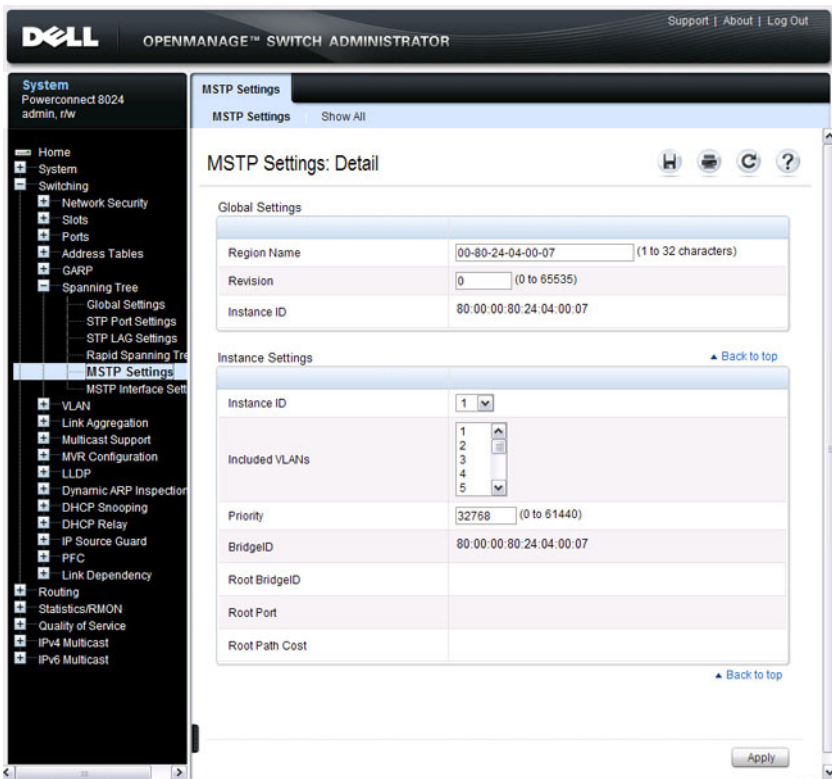 Support | About | Log Out
DELL OPENMANAGE™ SWITCH ADMINISTRATOR
System
Powerconnect 8024
admin, r/w
Home
System
Switching
Network Security
Slots
Ports
Address Tables
GARP
Spanning Tree
Global Settings
STP Port Settings
STP LAG Settings
Rapid Spanning Tre
MSTP Settings
MSTP Interface Sett
VLAN
Link Aggregation
Multicast Support
MVR Configuration
LLDP
Dynamic ARP Inspection
DHCP Snooping
DHCP Relay
IP Source Guard
PFC
Link Dependency
Routing
Statistics/RMON
Quality of Service
IPv4 Multicast
IPv6 Multicast
MSTP Settings
MSTP Settings Show All
MSTP Settings: Detail
Global Settings
Region Name 00-80-24-04-00-07 (1 to 32 characters)
Revision 0 (0 to 65535)
Instance ID 80:00:00:80:24:04:00:07
Instance Settings Back to top
Instance ID 1
Included VLANs
1
2
3
4
5
Priority 32768 (0 to 61440)
BridgeID 80:00:00:80:24:04:00:07
Root BridgeID
Root Port
Root Path Cost
Back to top
Apply